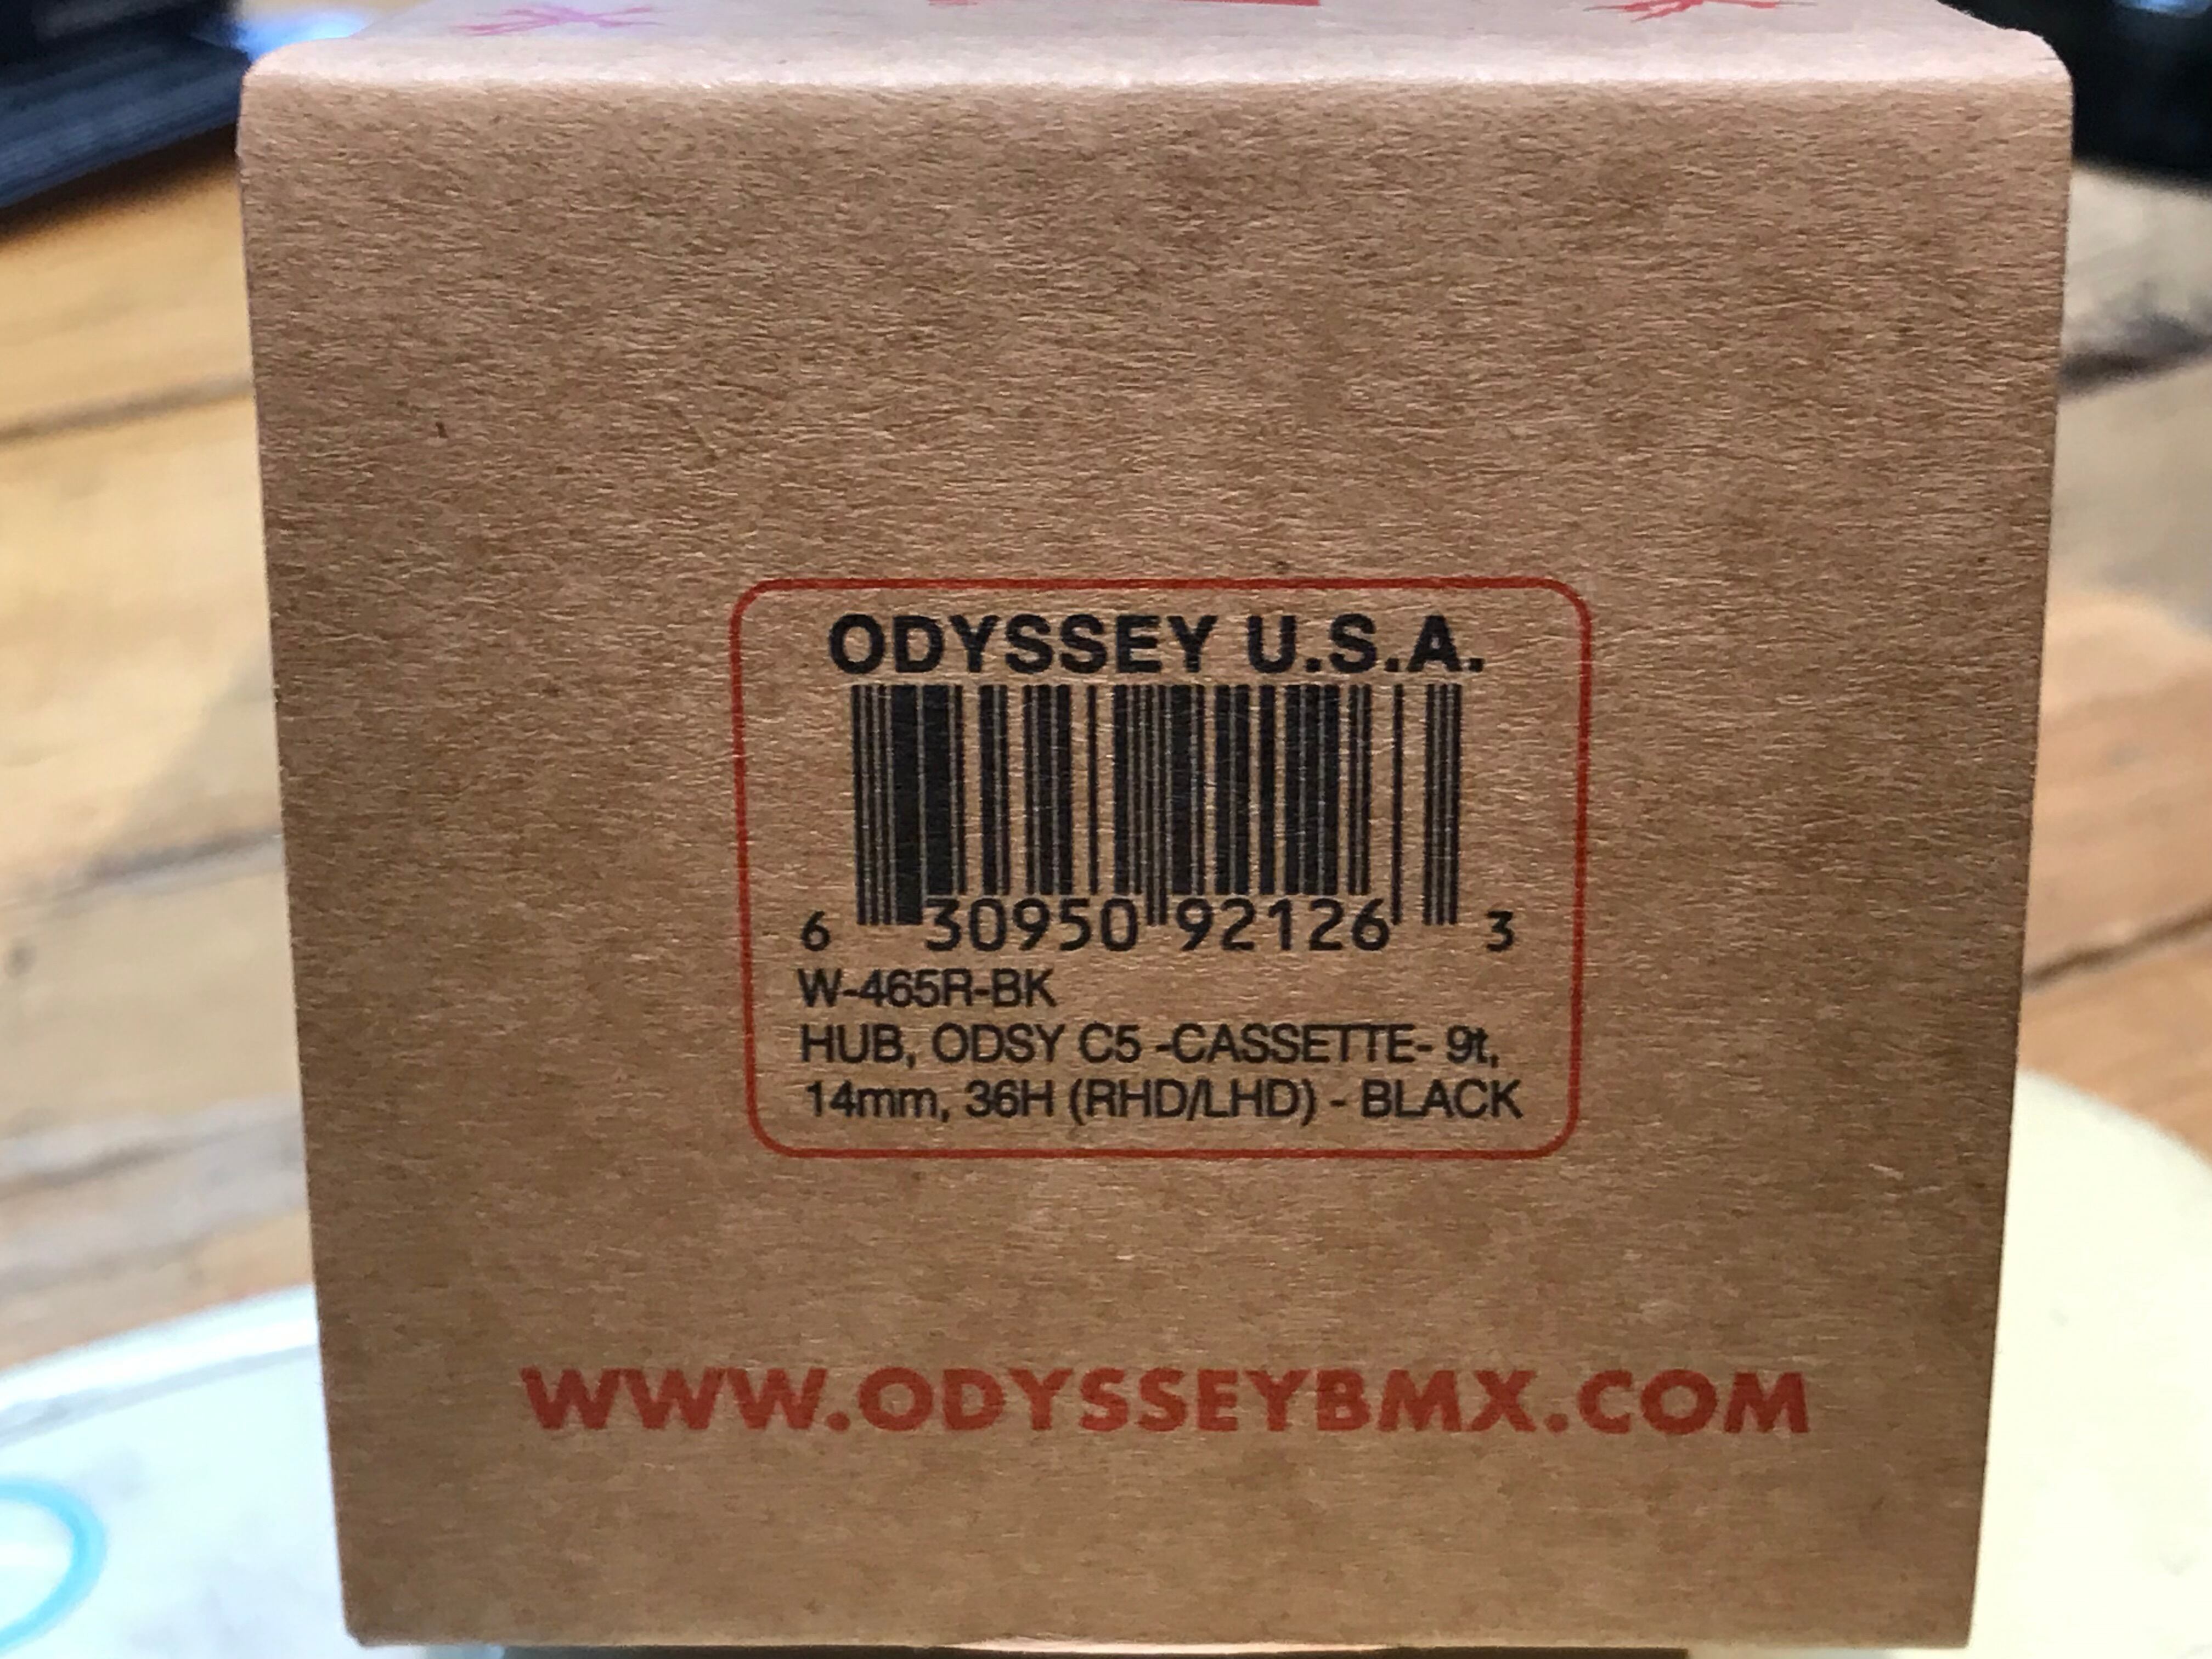 ODYSSEY U.S.A.
6 30950 92126 3
W-465R-BK
HUB, ODSY C5 -CASSETTE- 9t,
14mm, 36H (RHD/LHD) - BLACK
WWW.ODYSSEYBMX.COM